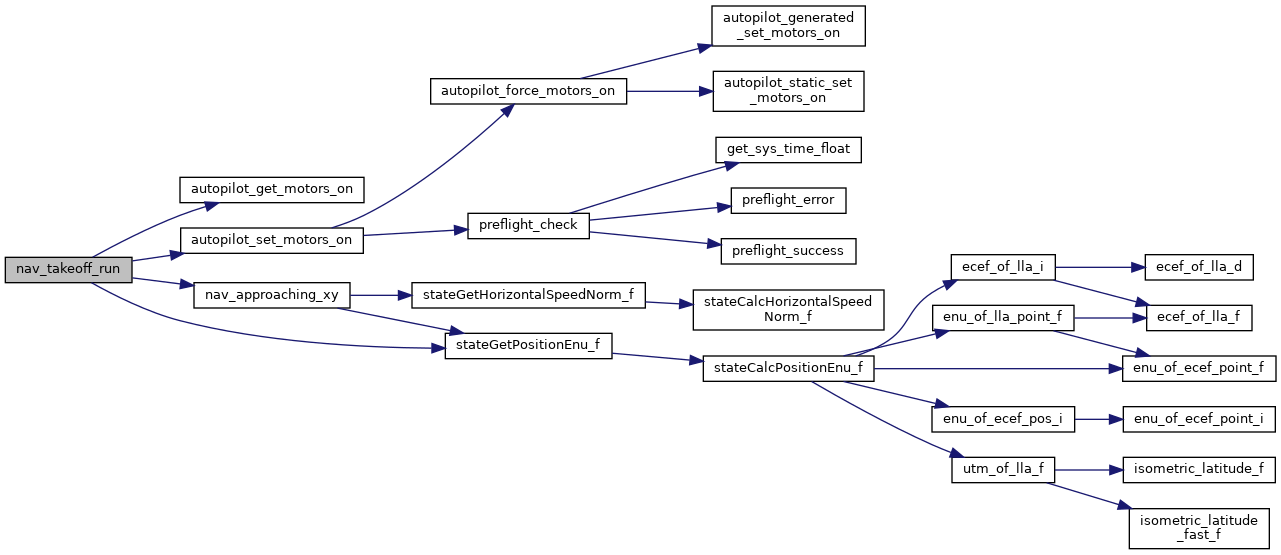 autopilot_generated
_set_motors_on
autopilot_force_motors_on
autopilot_static_set
_motors_on
get_sys_time_float
autopilot_get_motors_on
preflight_error
preflight_check
autopilot_set_motors_on
preflight_success
nav_takeoff_run
ecef_of_lla_i
ecef_of_lla_d
nav_approaching_xy
stateGetHorizontalSpeedNorm_f
stateCalcHorizontalSpeed
Norm_f
enu_of_lla_point_f
ecef_of_lla_f
stateGetPositionEnu_f
stateCalcPositionEnu_f
enu_of_ecef_point_f
enu_of_ecef_pos_i
enu_of_ecef_point_i
utm_of_lla_f
isometric_latitude_f
isometric_latitude
_fast_f